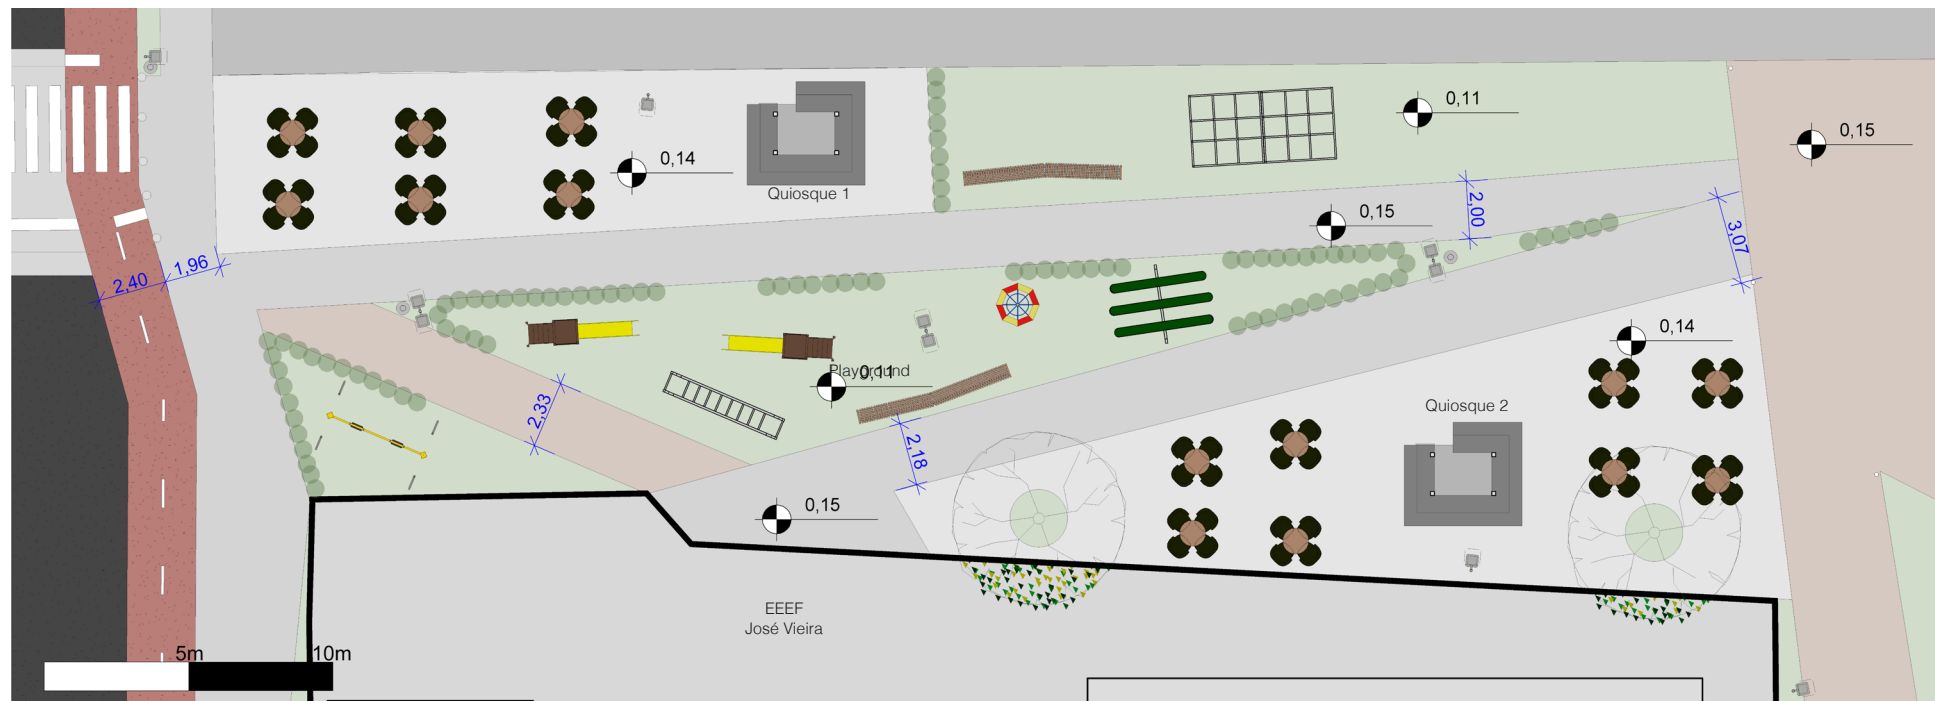 0,11
0,15
0,14
Quiosque 1
2,00
0,15
3,07
1,96
2,40
0,14
Playground
0,11
2,33
Quiosque 2
2,18
0,15
EEEF
José Vieira
5m
10m